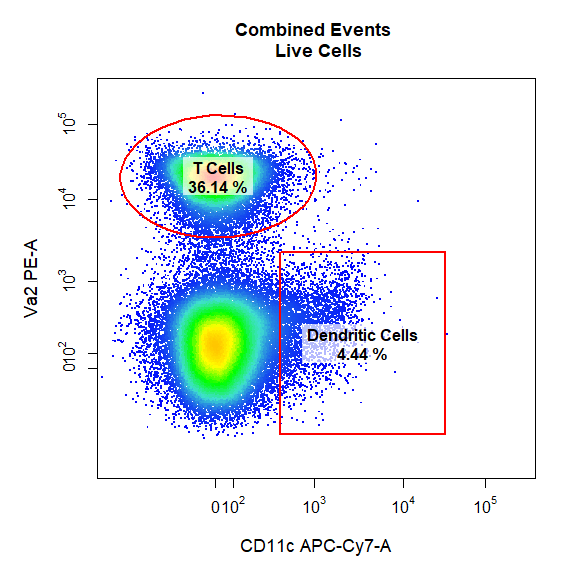 Combined Events
Live Cells
10^5
T Cells
36.14 %
10^4
Va2 PE-A
10^3
Dendritic Cells
4.44 %
010^2
010^2 10^3 10^4 10^5
CD11c APC-Cy7-A